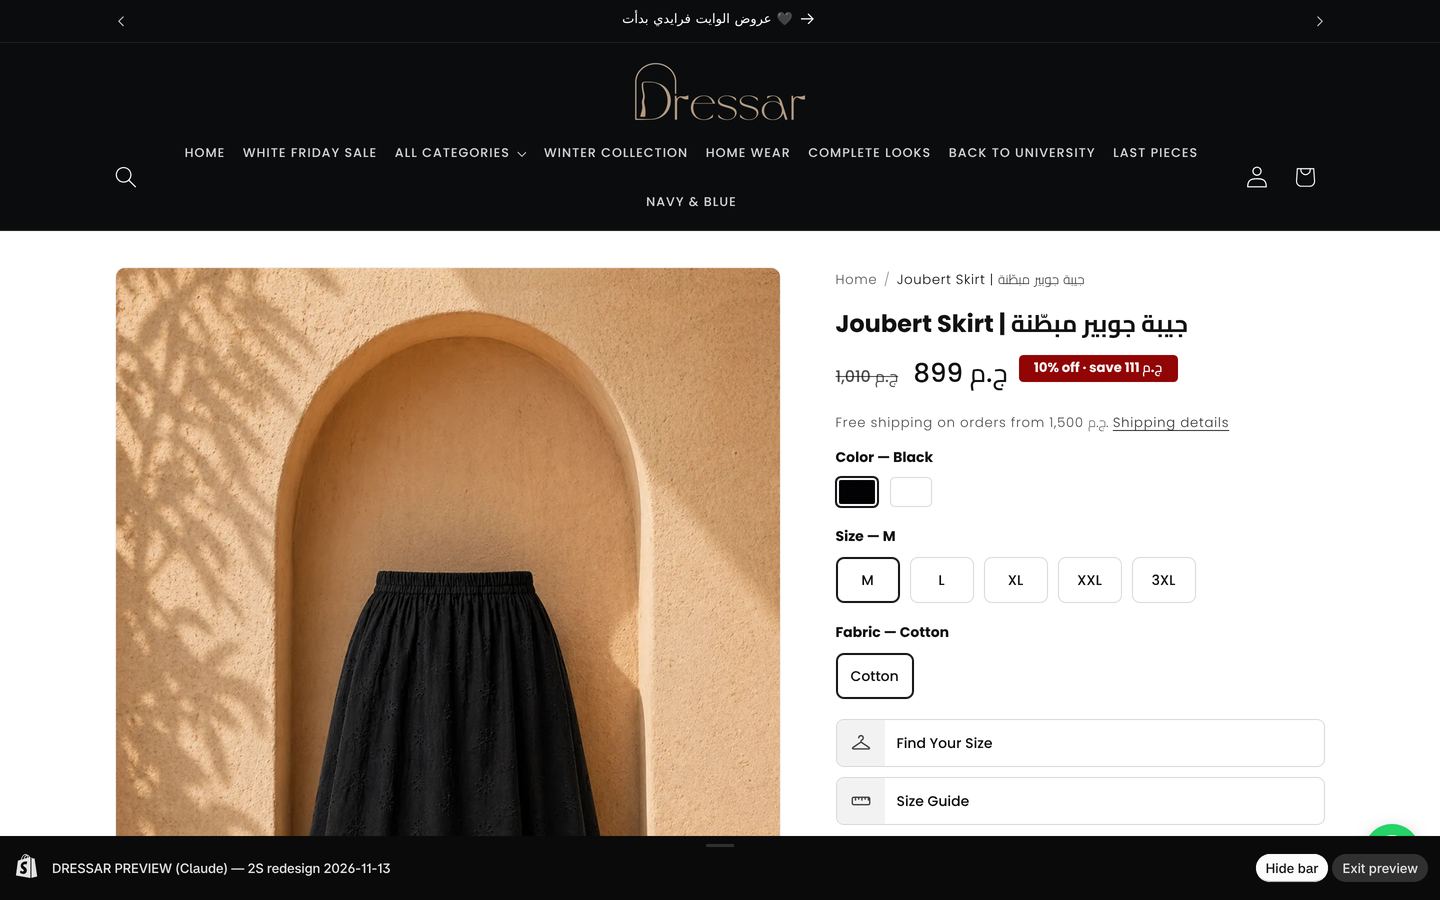 عروض الوايت فرايدي بدأت 🖤 →
Dressar
HOME WHITE FRIDAY SALE ALL CATEGORIES WINTER COLLECTION HOME WEAR COMPLETE LOOKS BACK TO UNIVERSITY LAST PIECES
NAVY & BLUE
Home / Joubert Skirt | جيبة جوبير مبطّنة
Joubert Skirt | جيبة جوبير مبطّنة
1,010 ج.م 899 ج.م 10% off · save 111 ج.م
Free shipping on orders from 1,500 ج.م. Shipping details
Color — Black
Size — M
M L XL XXL 3XL
Fabric — Cotton
Cotton
Find Your Size
Size Guide
DRESSAR PREVIEW (Claude) — 2S redesign 2026-11-13 Hide bar Exit preview